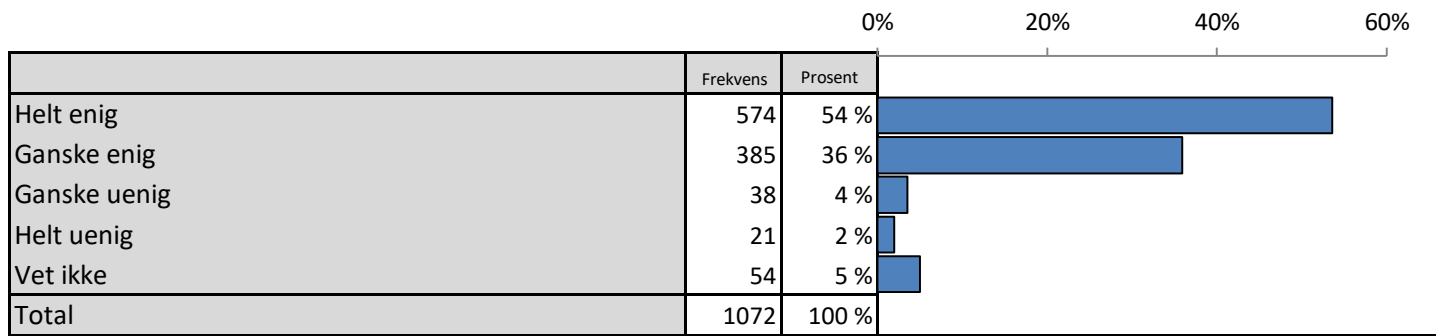 0% 20% 40% 60%
Frekvens Prosent
Helt enig 574 54 %
Ganske enig 385 36 %
Ganske uenig 38 4 %
Helt uenig 21 2 %
Vet ikke 54 5 %
Total 1072 100 %